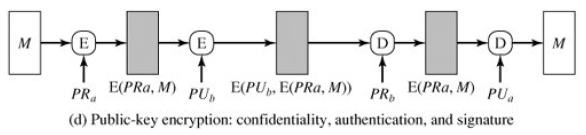 M E E D D M
PRa E(PRa, M) PUb E(PUb, E(PRa, M)) PRb E(PRa, M) PUa
(d) Public-key encryption: confidentiality, authentication, and signature